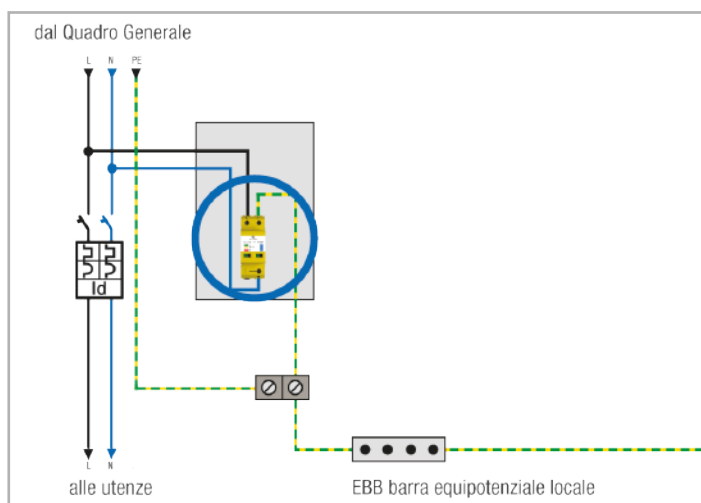 dal Quadro Generale
L N PE
Id
L N
alle utenze
EBB barra equipotenziale locale